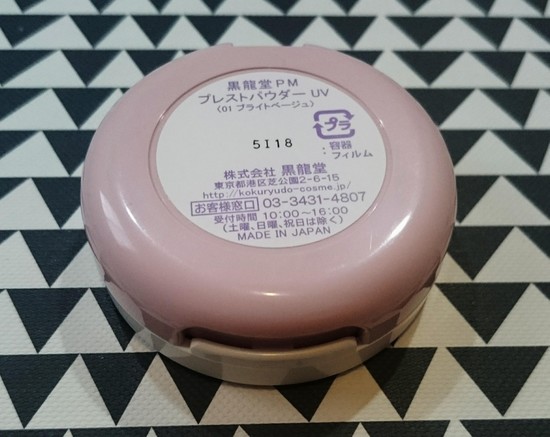 黒龍堂PM
プレストパウダーUV
(01 ブライトベージュ)
プラ
5I18
:容器
:フィルム
株式会社 黒龍堂
東京都港区芝公園2-6-15
http://kokuryudo-cosme.jp/
お客様窓口 03-3431-4807
受付時間 10:00〜16:00
(土曜、日曜、祝日は除く)
MADE IN JAPAN